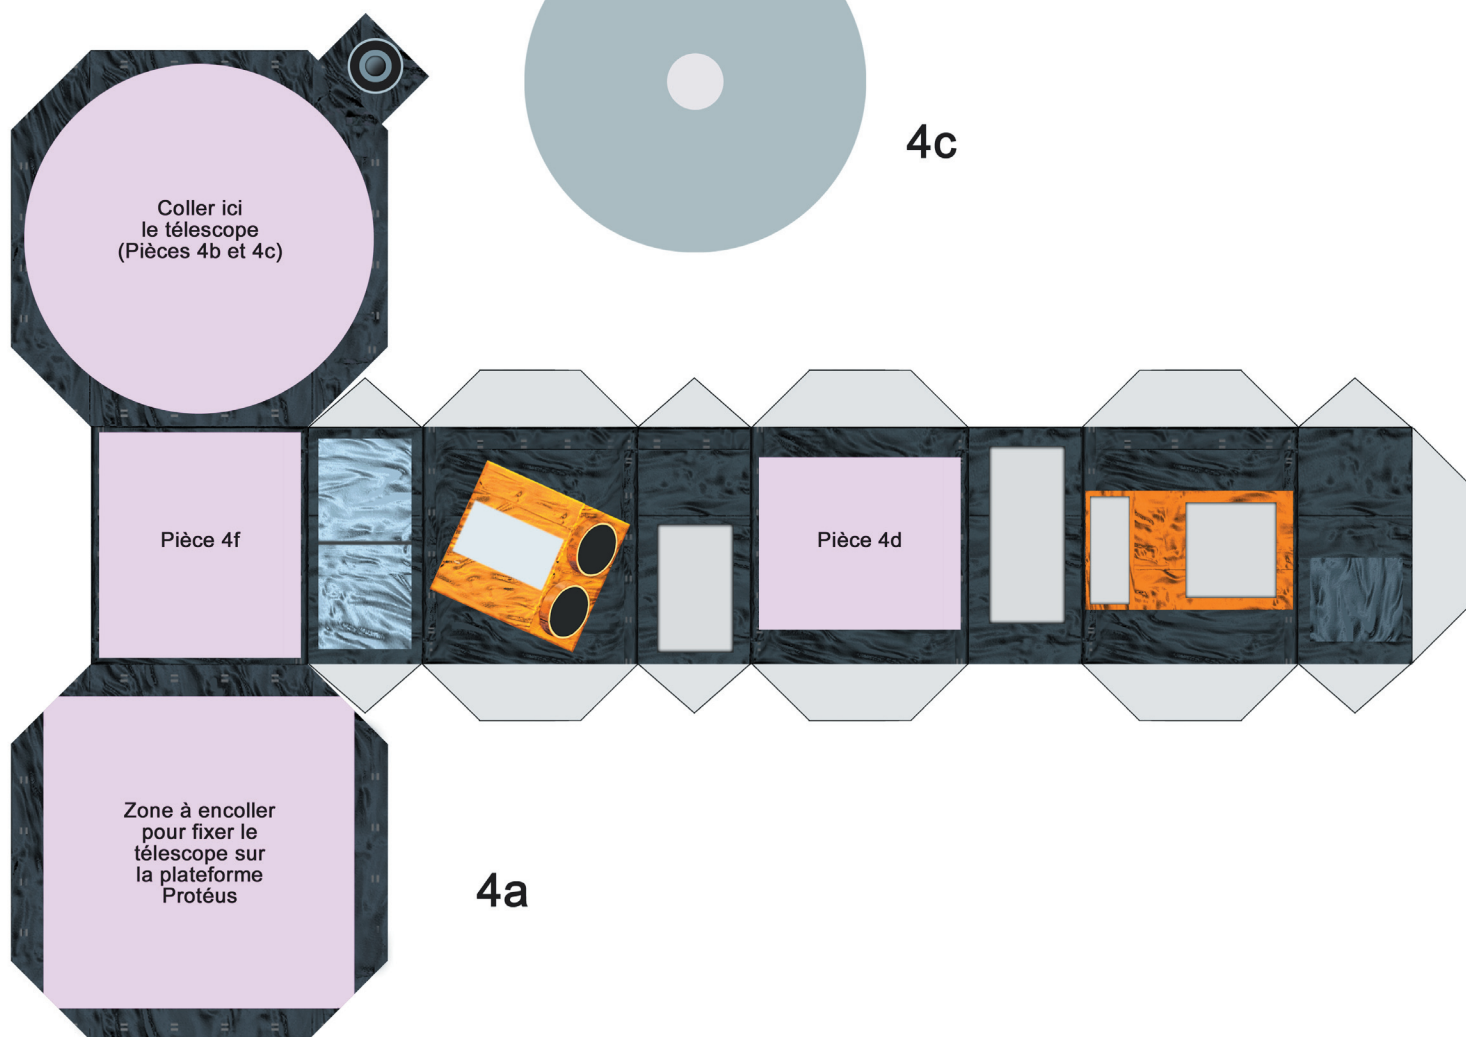 4c
Coller ici
le télescope
(Pièces 4b et 4c)
Pièce 4f
Pièce 4d
Zone à encoller
pour fixer le
télescope sur
la plateforme
Protéus
4a